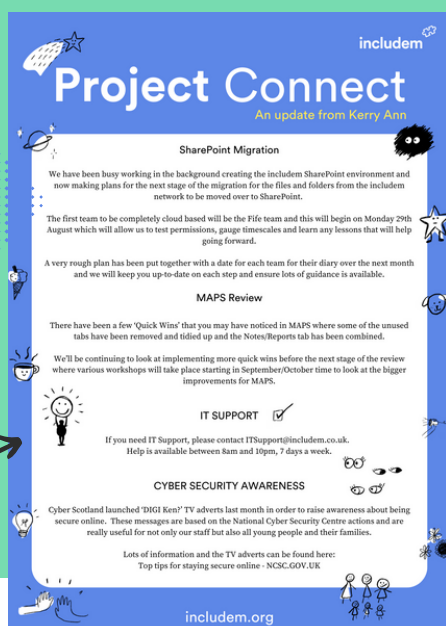 includem
Project Connect
An update from Kerry Ann
SharePoint Migration
We have been busy working in the background creating the includem SharePoint environment and
now making plans for the next stage of the migration for the files and folders from the includem
network to be moved over to SharePoint.
The first team to be completely cloud based will be the Fife team and this will begin on Monday 29th
August which will allow us to test permissions, gauge timescales and learn any lessons that will help
going forward.
A very rough plan has been put together with a date for each team for their diary over the next month
and we will keep you up-to-date on each step and ensure lots of guidance is available.
MAPS Review
There have been a few 'Quick Wins' that you may have noticed in MAPS where some of the unused
tabs have been removed and tidied up and the Notes/Reports tab has been combined.
We'll be continuing to look at implementing more quick wins before the next stage of the review
where various workshops will take place starting in September/October time to look at the bigger
improvements for MAPS.
IT SUPPORT
If you need IT Support, please contact ITSupport@includem.co.uk.
Help is available between 8am and 10pm, 7 days a week.
CYBER SECURITY AWARENESS
Cyber Scotland launched 'DIGI Ken?' TV adverts last month in order to raise awareness about being
secure online. These messages are based on the National Cyber Security Centre actions and are
really useful for not only our staff but also all young people and their families.
Lots of information and the TV adverts can be found here:
Top tips for staying secure online - NCSC.GOV.UK
includem.org